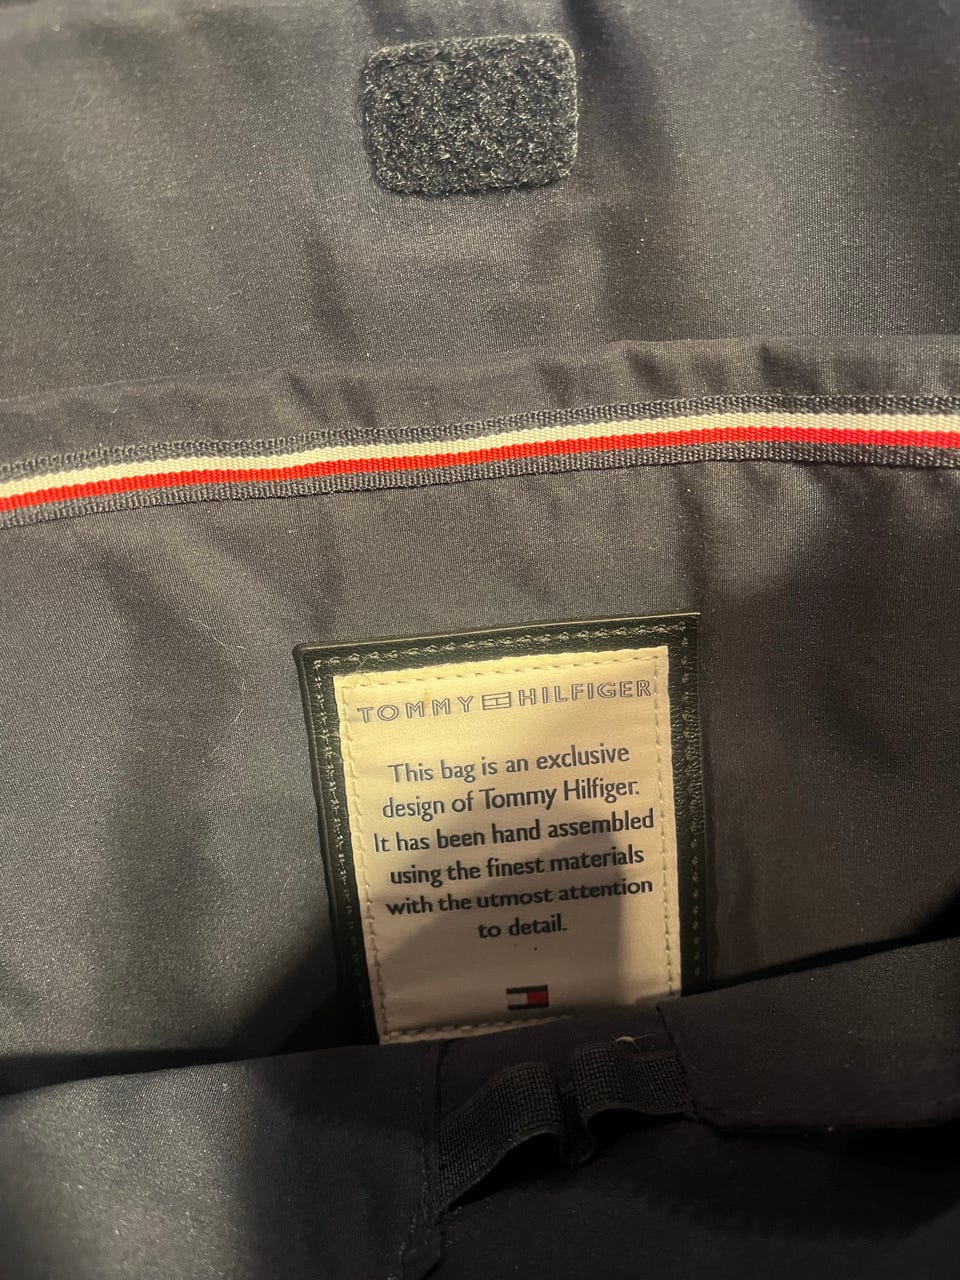 TOMMY HILFIGER
This bag is an exclusive
design of Tommy Hilfiger.
It has been hand assembled
using the finest materials
with the utmost attention
to detail.